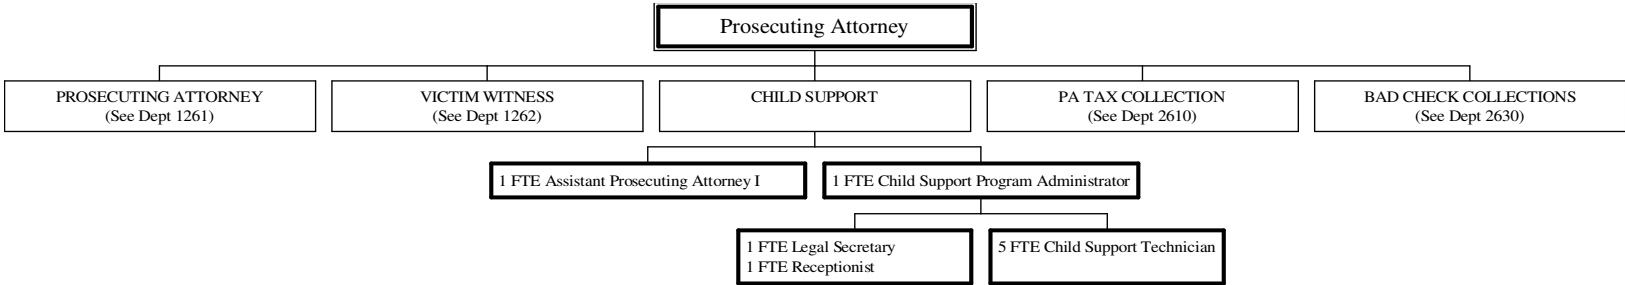 Prosecuting Attorney
PROSECUTING ATTORNEY
(See Dept 1261)
VICTIM WITNESS
(See Dept 1262)
CHILD SUPPORT
PA TAX COLLECTION
(See Dept 2610)
BAD CHECK COLLECTIONS
(See Dept 2630)
1 FTE Assistant Prosecuting Attorney I
1 FTE Child Support Program Administrator
1 FTE Legal Secretary
1 FTE Receptionist
5 FTE Child Support Technician